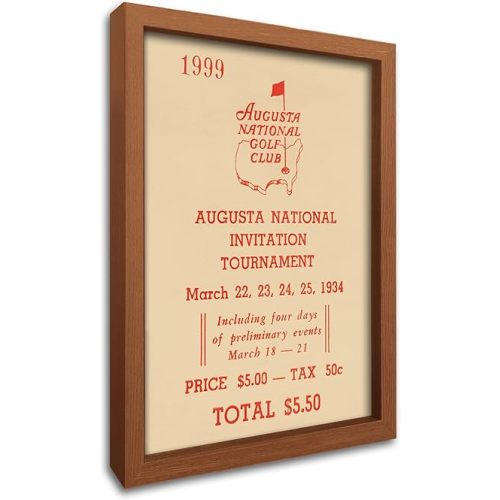 1999
AUGUSTA
NATIONAL
GOLF
CLUB
AUGUSTA NATIONAL
INVITATION
TOURNAMENT
March 22, 23, 24, 25, 1934
Including four days
of preliminary events
March 18 — 21
PRICE $5.00 — TAX 50c
TOTAL $5.50